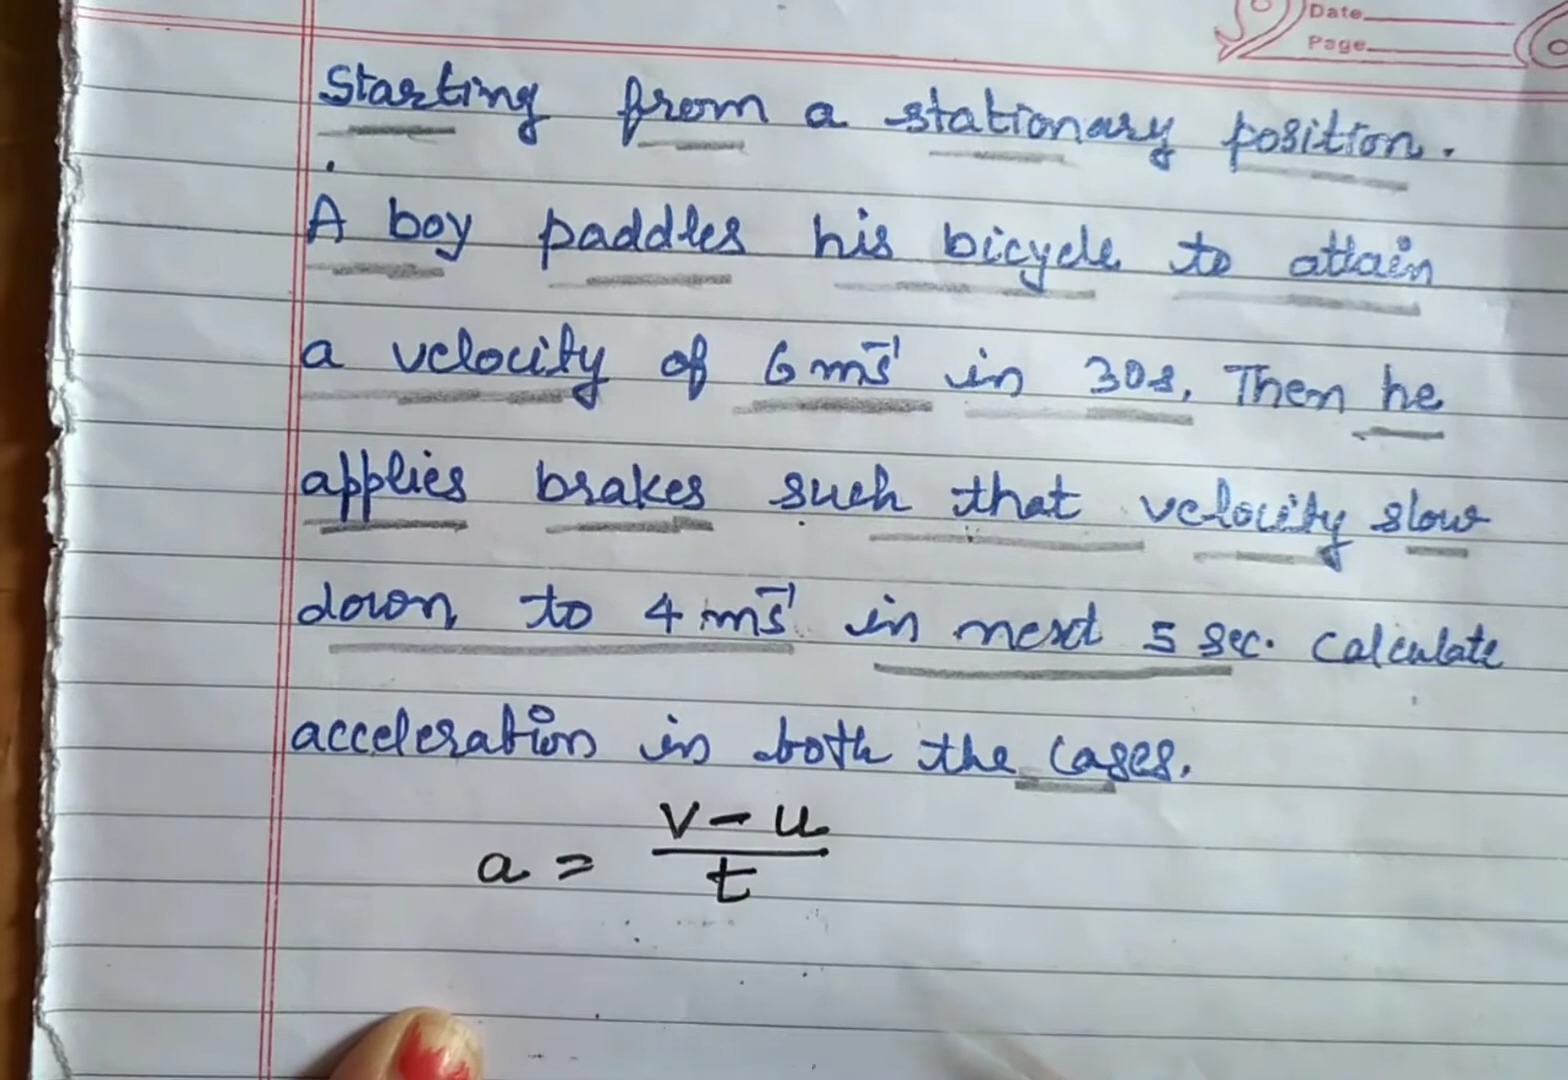 Date
Page
Starting from a stationary position.
A boy paddles his bicycle to attain
a velocity of 6 ms⁻¹ in 30s. Then he
applies brakes such that velocity slow
down to 4 ms⁻¹ in next 5 sec. Calculate
acceleration in both the cases.
a = (v - u) / t